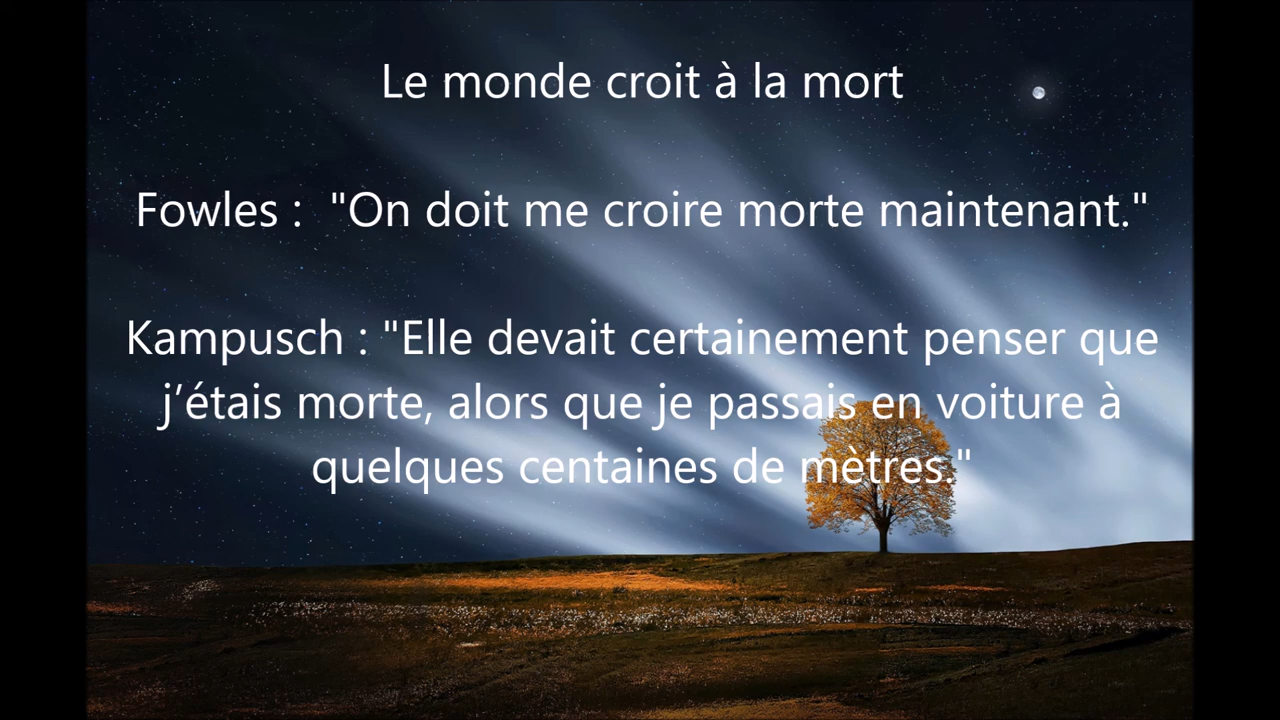 Le monde croit à la mort
Fowles :  "On doit me croire morte maintenant."
Kampusch : "Elle devait certainement penser que
j’étais morte, alors que je passais en voiture à
quelques centaines de mètres."